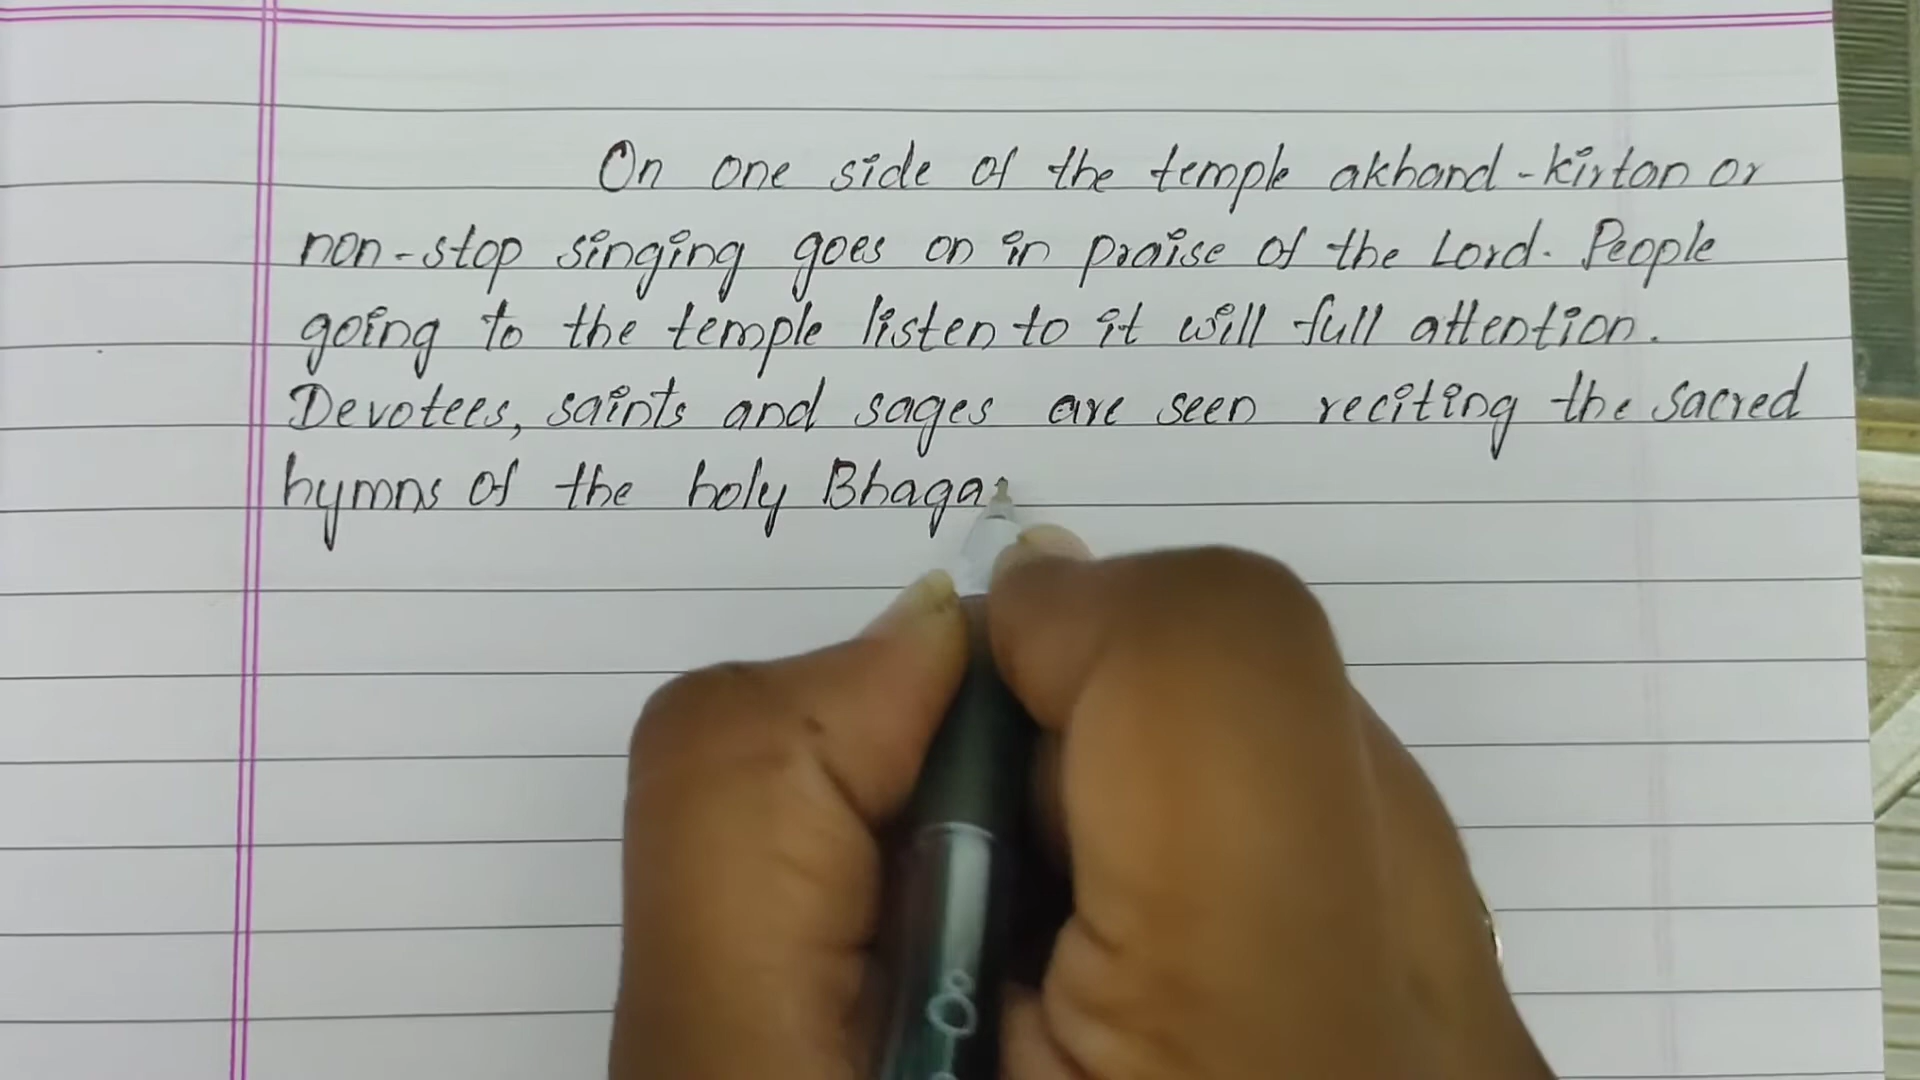 On one side of the temple akhand-kirtan or
non-stop singing goes on in praise of the Lord. People
going to the temple listen to it will full attention.
Devotees, saints and sages are seen reciting the sacred
hymns of the holy Bhaga